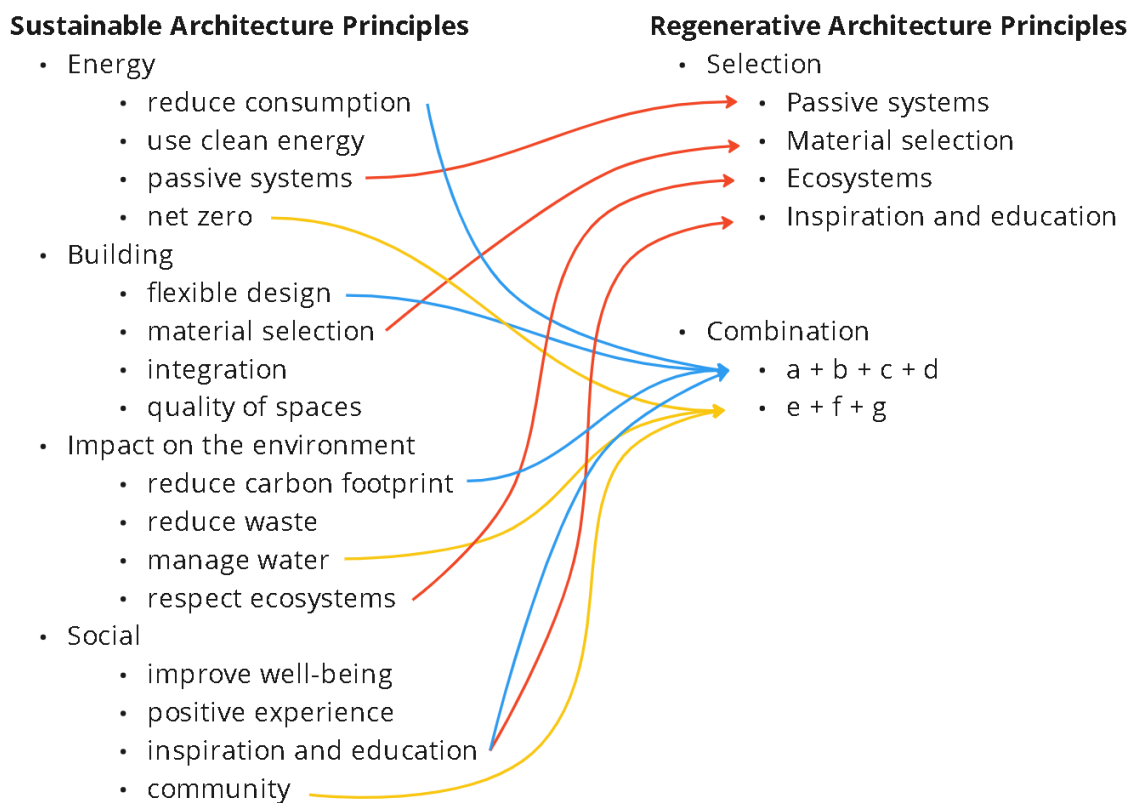 Sustainable Architecture Principles
• Energy
• reduce consumption
• use clean energy
• passive systems
• net zero
• Building
• flexible design
• material selection
• integration
• quality of spaces
• Impact on the environment
• reduce carbon footprint
• reduce waste
• manage water
• respect ecosystems
• Social
• improve well-being
• positive experience
• inspiration and education
• community
Regenerative Architecture Principles
• Selection
• Passive systems
• Material selection
• Ecosystems
• Inspiration and education
• Combination
• a + b + c + d
• e + f + g